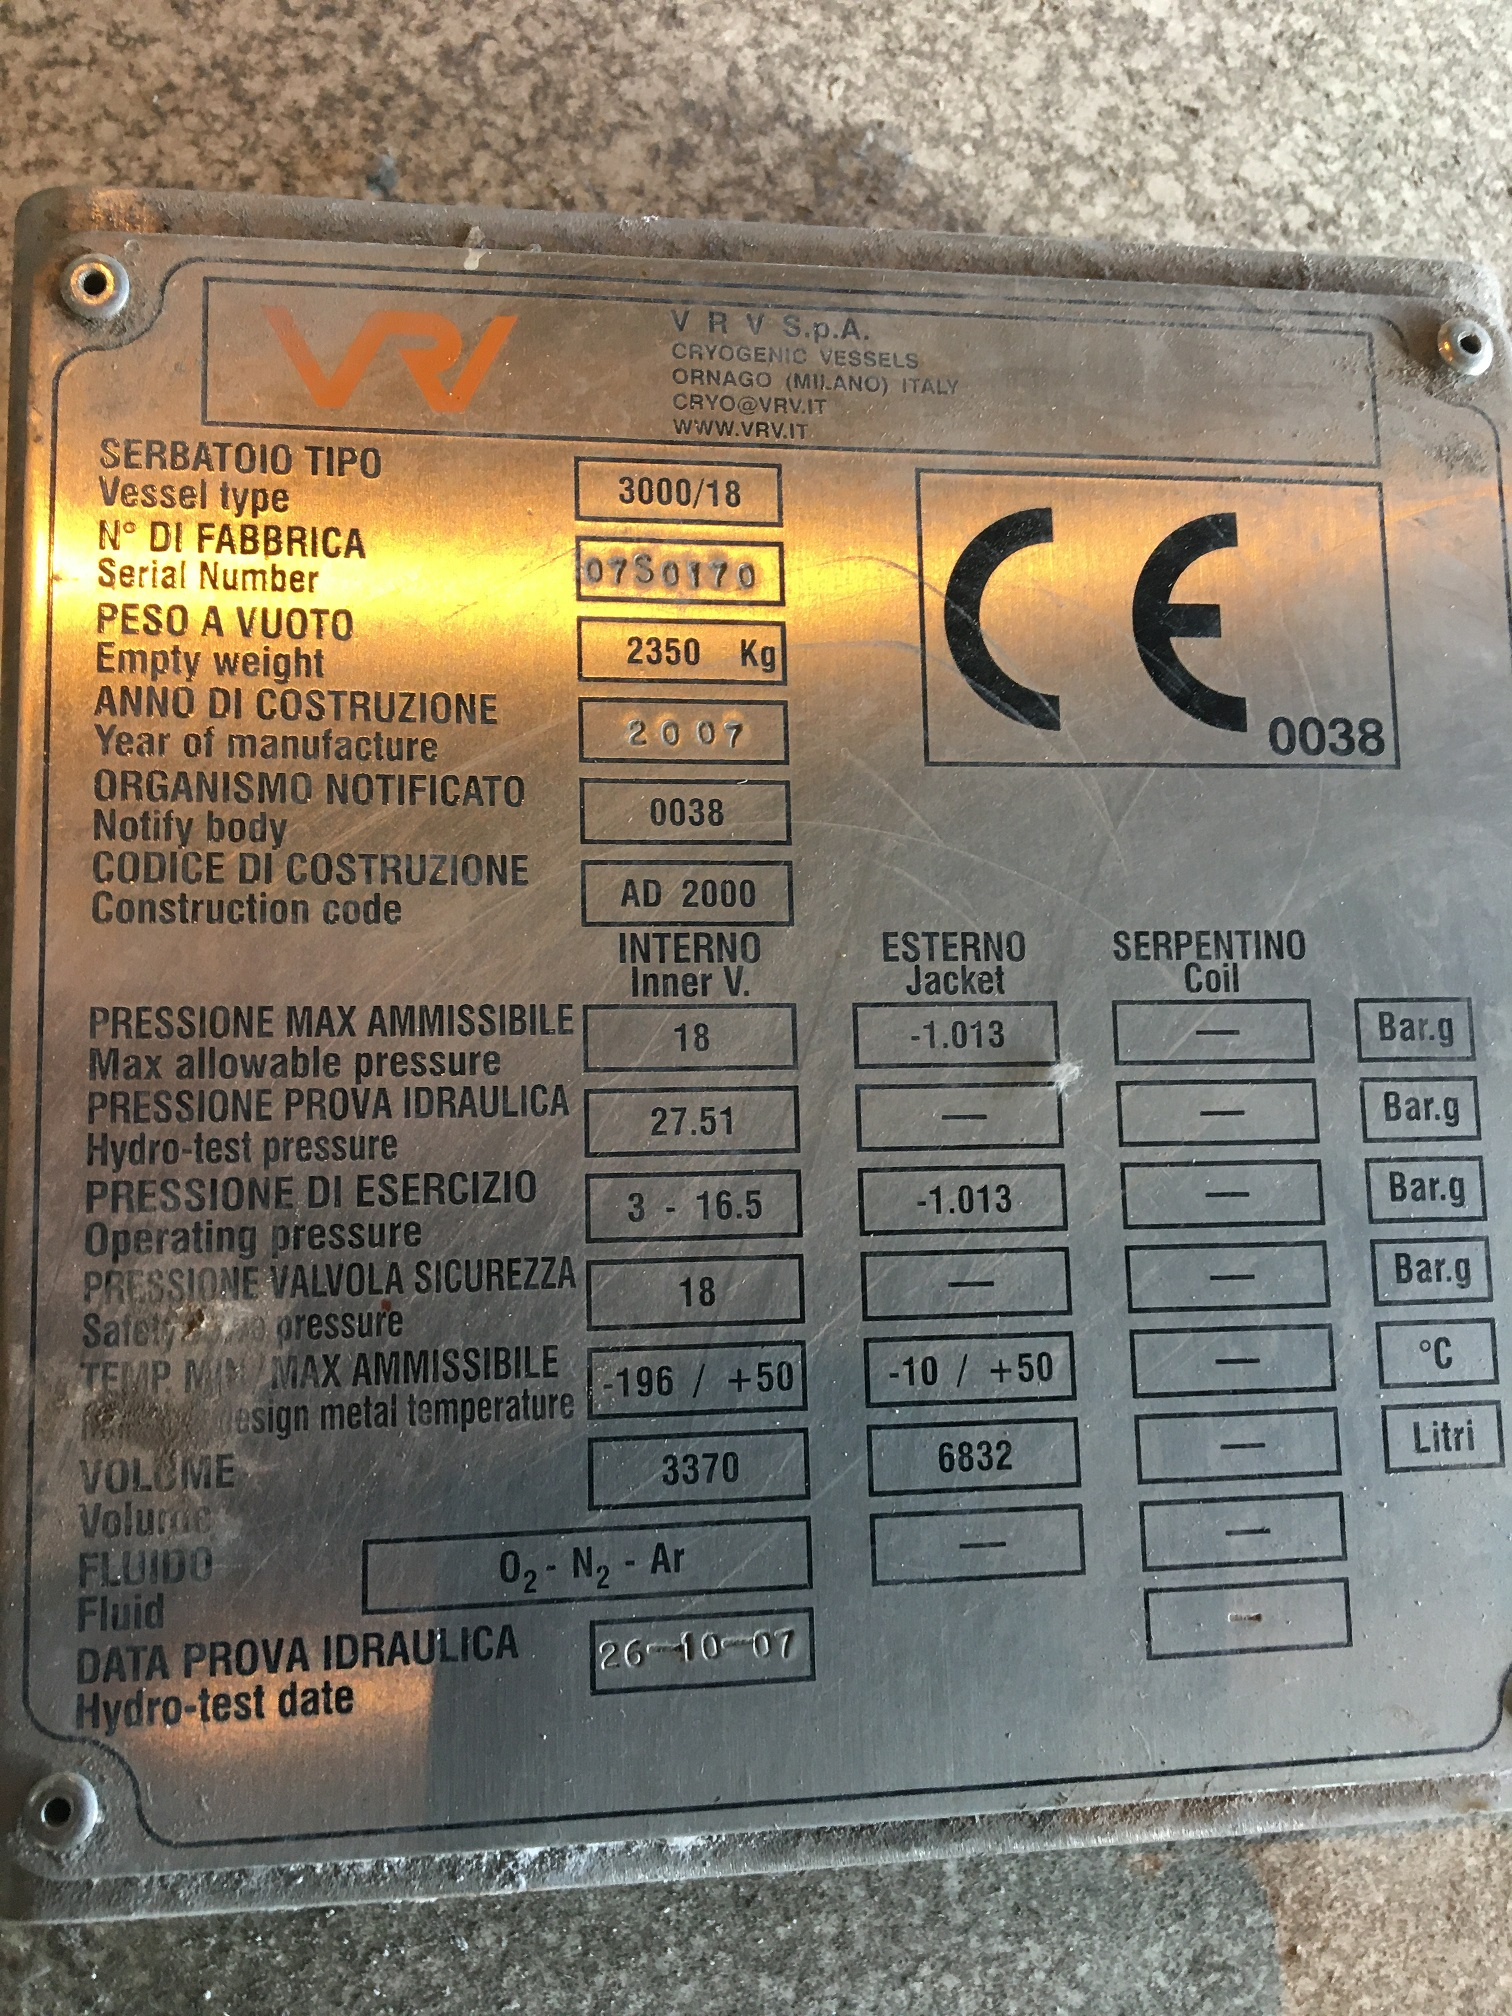 VRV
V R V S.p.A.
CRYOGENIC VESSELS
ORNAGO (MILANO) ITALY
CRYO@VRV.IT
WWW.VRV.IT
SERBATOIO TIPO
Vessel type
3000/18
N° DI FABBRICA
Serial Number
07S0170
PESO A VUOTO
Empty weight
2350 Kg
ANNO DI COSTRUZIONE
Year of manufacture
2007
ORGANISMO NOTIFICATO
Notify body
0038
CODICE DI COSTRUZIONE
Construction code
AD 2000
CE 0038
INTERNO ESTERNO SERPENTINO
Inner V. Jacket Coil
PRESSIONE MAX AMMISSIBILE
Max allowable pressure
18 -1.013 — Bar.g
PRESSIONE PROVA IDRAULICA
Hydro-test pressure
27.51 — — Bar.g
PRESSIONE DI ESERCIZIO
Operating pressure
3 - 16.5 -1.013 — Bar.g
PRESSIONE VALVOLA SICUREZZA
Safety pressure
18 — — Bar.g
TEMP. MIN/MAX AMMISSIBILE
design metal temperature
-196 / +50 -10 / +50 — °C
VOLUME
Volume
3370 6832 — Litri
FLUIDO
Fluid
O₂ - N₂ - Ar — —
DATA PROVA IDRAULICA
Hydro-test date
26-10-07 —